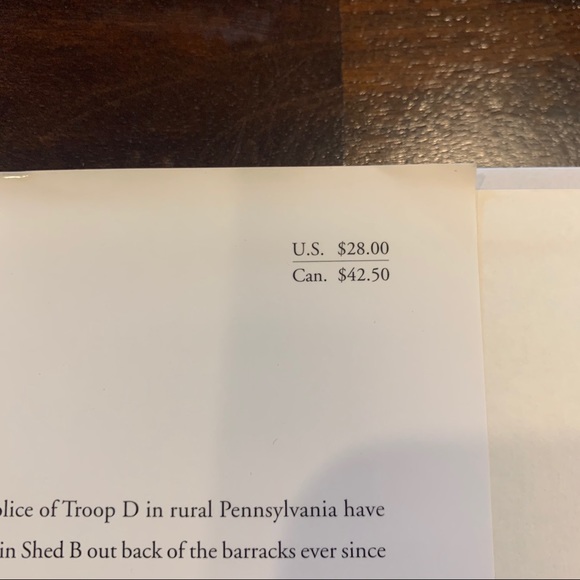 U.S. $28.00
Can. $42.50
of Troop D in rural Pennsylvania have
in Shed B out back of the barracks ever since